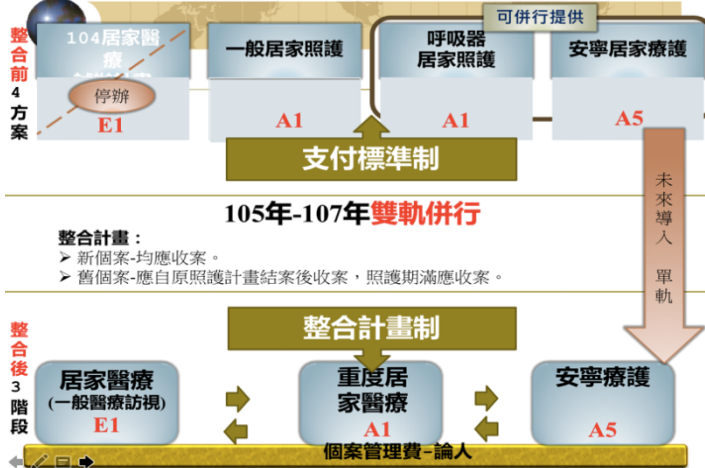 可併行提供
整合前4方案
104居家醫療
停辦
E1
一般居家照護
A1
呼吸器
居家照護
A1
安寧居家療護
A5
支付標準制
未來導入 單軌
105年-107年雙軌併行
整合計畫：
➢ 新個案-均應收案。
➢ 舊個案-應自原照護計畫結案後收案，照護期滿應收案。
整合計畫制
整合後3階段
居家醫療
(一般醫療訪視)
E1
重度居
家醫療
A1
安寧療護
A5
個案管理費-論人